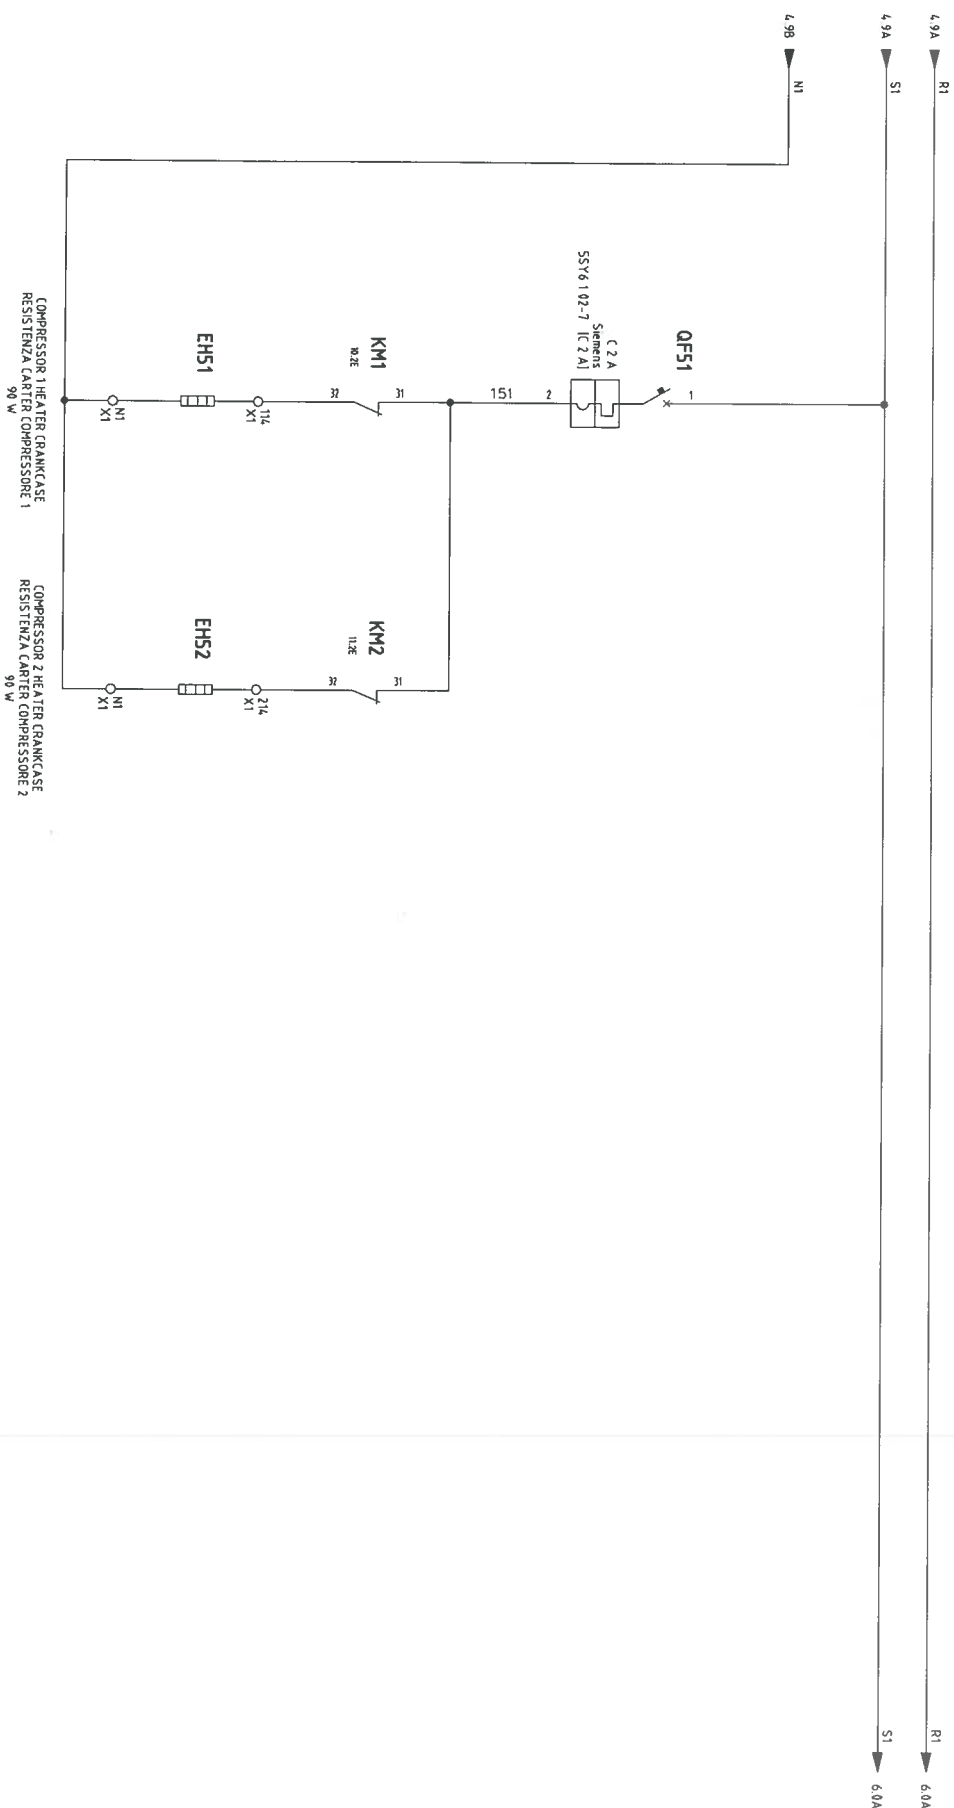 4.9A
R1
R1
6.0A
4.9A
S1
S1
6.0A
4.9B
N1
QF51
C 2 A
Siemens
5SY6 1 02-7 [C 2 A]
1
2
151
KM1
10.2E
31
32
KM2
11.2E
31
32
114
X1
214
X1
EH51
EH52
N1
X1
N1
X1
COMPRESSOR 1 HEATER CRANKCASE
RESISTENZA CARTER COMPRESSORE 1
90 W
COMPRESSOR 2 HEATER CRANKCASE
RESISTENZA CARTER COMPRESSORE 2
90 W